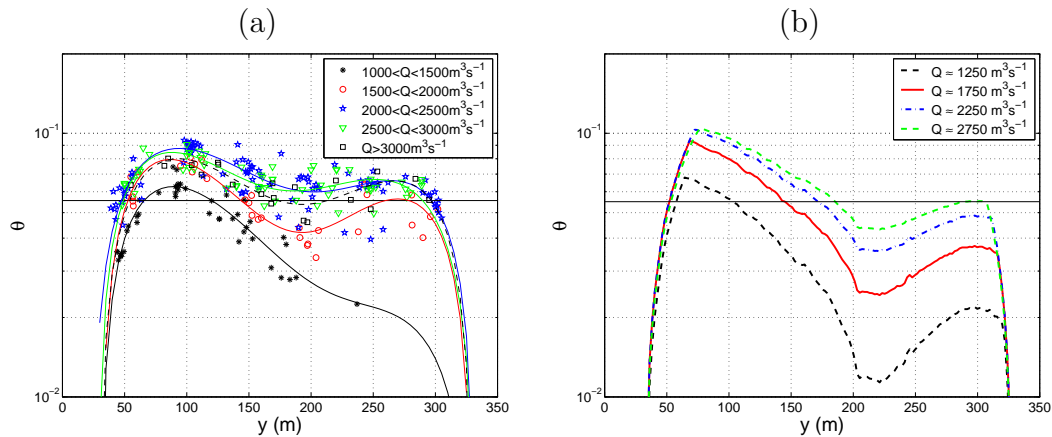 (a)
10⁻¹
10⁻²
θ
0 50 100 150 200 250 300 350
y (m)
1000<Q<1500m³s⁻¹
1500<Q<2000m³s⁻¹
2000<Q<2500m³s⁻¹
2500<Q<3000m³s⁻¹
Q>3000m³s⁻¹
(b)
10⁻¹
10⁻²
θ
0 50 100 150 200 250 300 350
y (m)
Q ≈ 1250 m³s⁻¹
Q ≈ 1750 m³s⁻¹
Q ≈ 2250 m³s⁻¹
Q ≈ 2750 m³s⁻¹